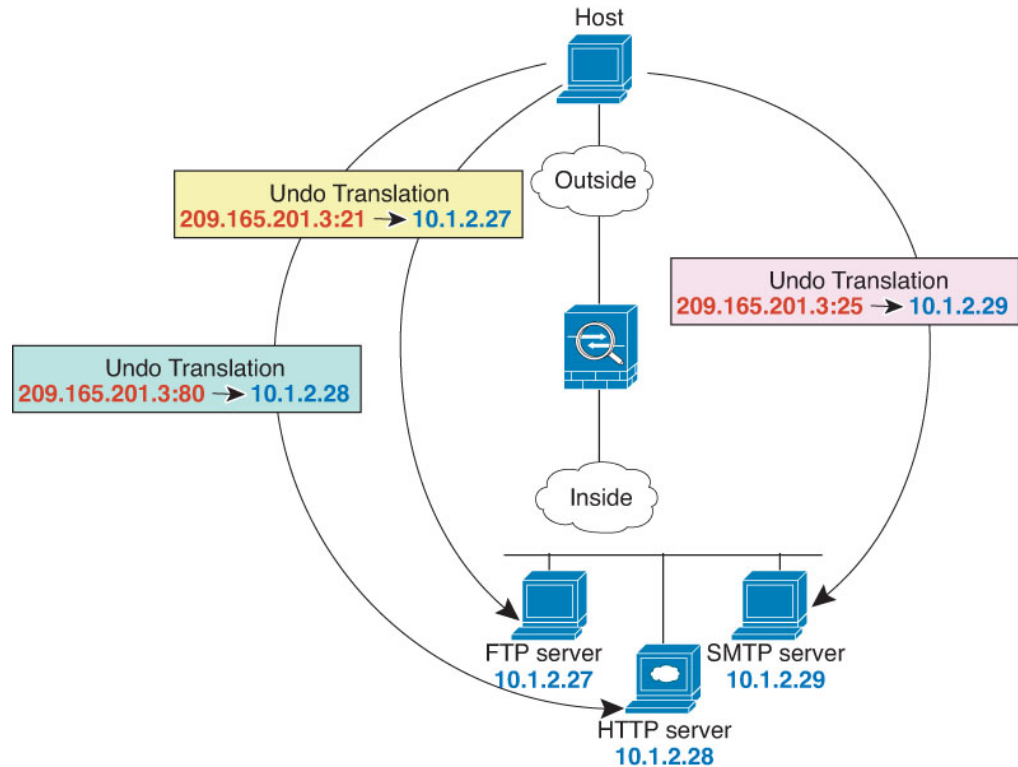 Host
Outside
Undo Translation
209.165.201.3:21 → 10.1.2.27
Undo Translation
209.165.201.3:25 → 10.1.2.29
Undo Translation
209.165.201.3:80 → 10.1.2.28
Inside
FTP server
10.1.2.27
SMTP server
10.1.2.29
HTTP server
10.1.2.28